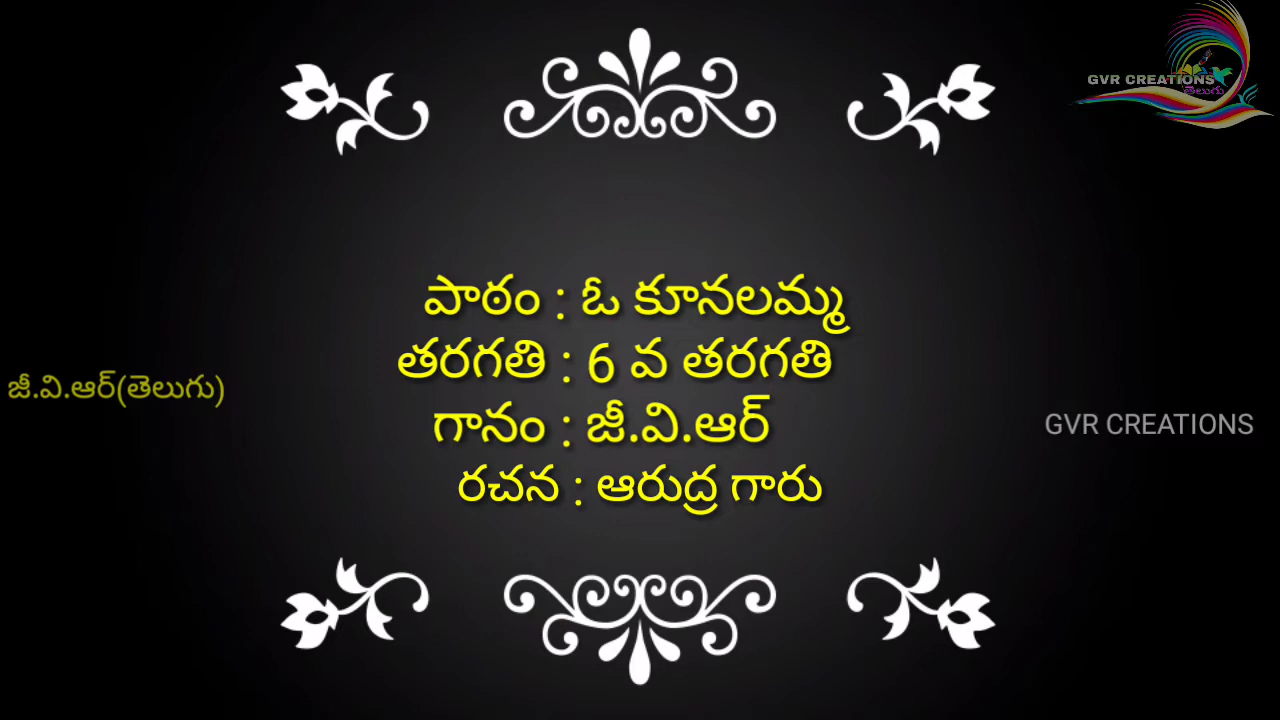 GVR CREATIONS
తెలుగు
పాఠం : ఓ కూనలమ్మ
తరగతి : 6 వ తరగతి
జీ.వి.ఆర్(తెలుగు)
గానం : జీ.వి.ఆర్
GVR CREATIONS
రచన : ఆరుద్ర గారు